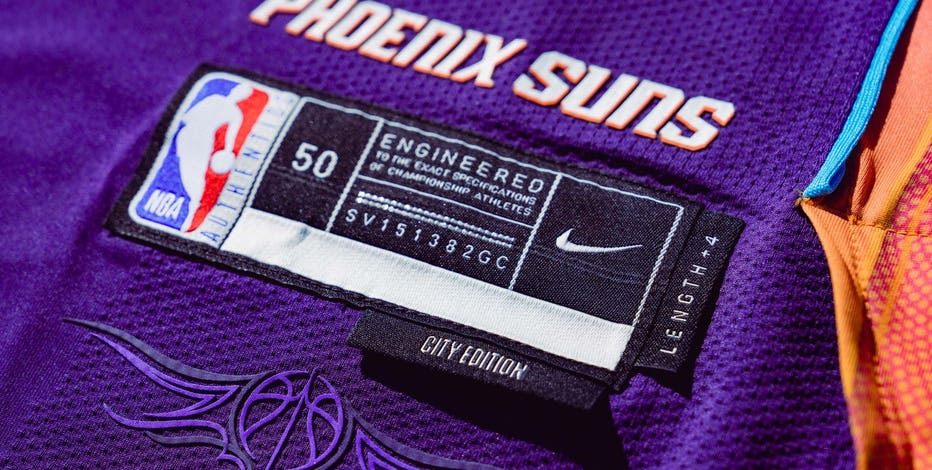 PHOENIX SUNS
NBA
AUTHENTICS
50
ENGINEERED
TO THE EXACT SPECIFICATIONS
OF CHAMPIONSHIP ATHLETES
SV151382GC
LENGTH +4
CITY EDITION